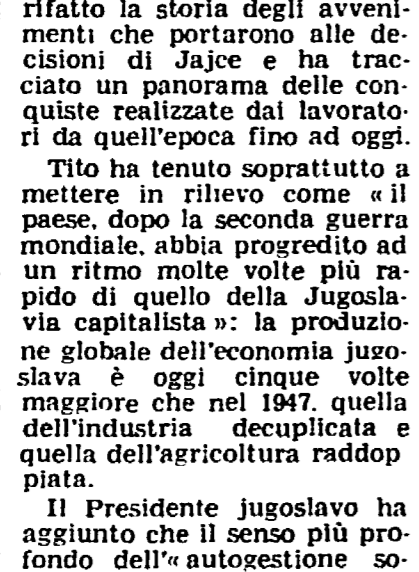 rifatto la storia degli avveni-
menti che portarono alle de-
cisioni di Jajce e ha trac-
ciato un panorama delle con-
quiste realizzate dai lavorato-
ri da quell'epoca fino ad oggi.
Tito ha tenuto soprattutto a
mettere in rilievo come « il
paese, dopo la seconda guerra
mondiale, abbia progredito ad
un ritmo molte volte più ra-
pido di quello della Jugosla-
via capitalista »: la produzio-
ne globale dell'economia jugo-
slava è oggi cinque volte
maggiore che nel 1947. quella
dell'industria decuplicata e
quella dell'agricoltura raddop
piata.
Il Presidente jugoslavo ha
aggiunto che il senso più pro-
fondo dell'« autogestione so-